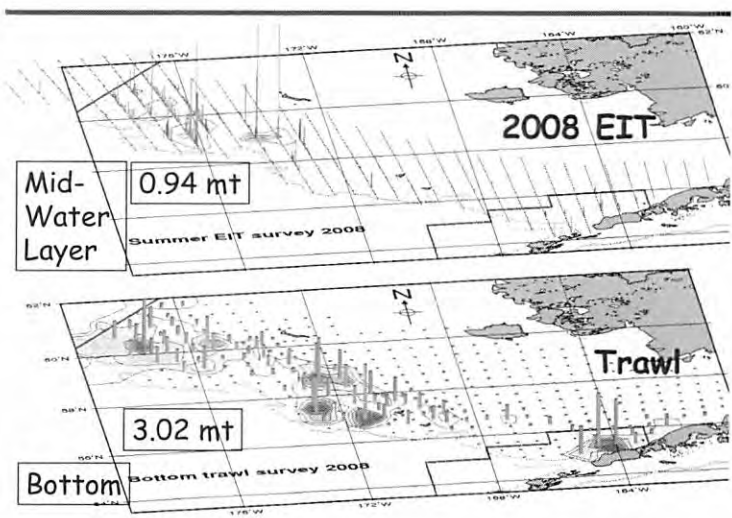 176°W
172°W
168°W
164°W
160°W
62°N
60
Z
2008 EIT
Mid-
Water
Layer
0.94 mt
Summer EIT survey 2008
62°N
Z
60°N
Trawl
58°N
3.02 mt
56°N
Bottom trawl survey 2008
Bottom
176°W
172°W
168°W
164°W